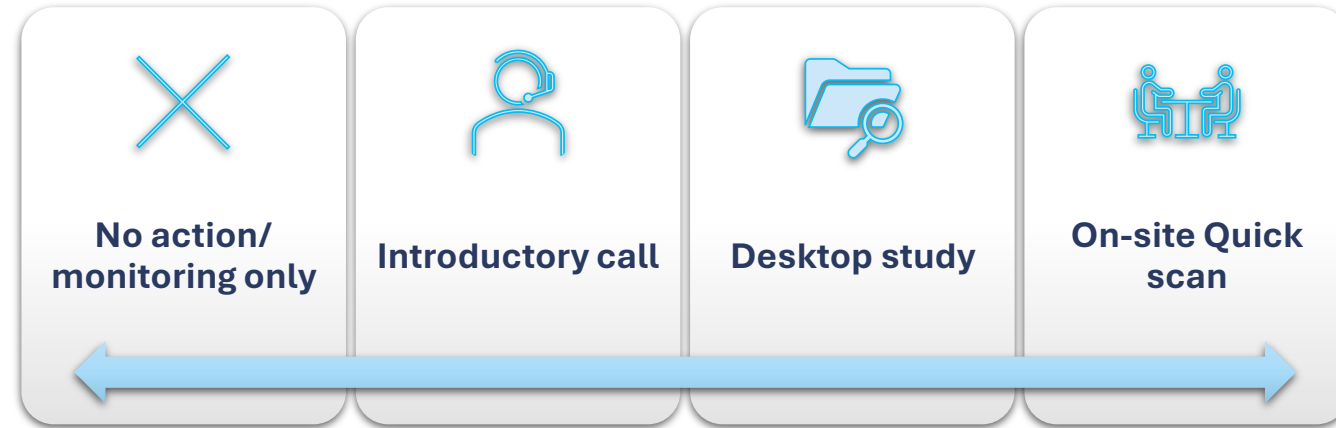 No action/
monitoring only
Introductory call
Desktop study
On-site Quick
scan